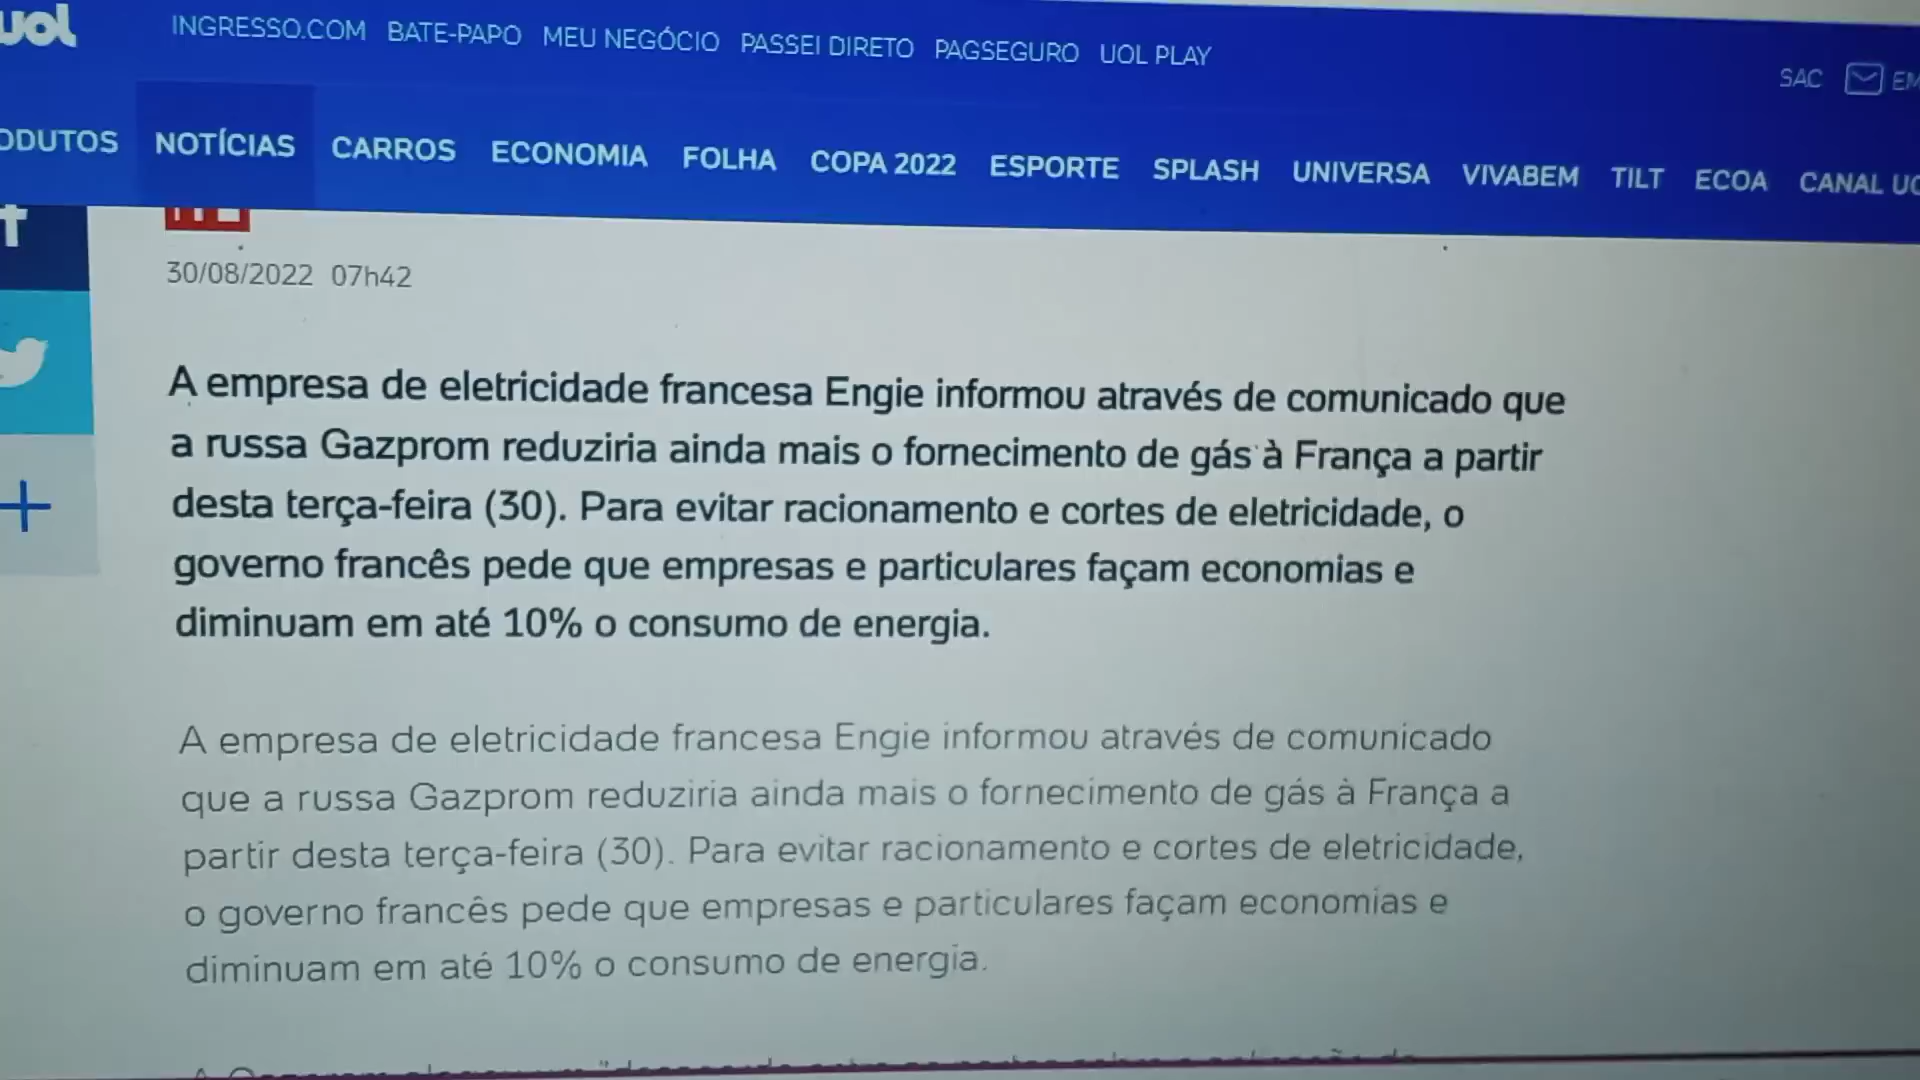 uol INGRESSO.COM BATE-PAPO MEU NEGÓCIO PASSEI DIRETO PAGSEGURO UOL PLAY SAC
NOTÍCIAS CARROS ECONOMIA FOLHA COPA 2022 ESPORTE SPLASH UNIVERSA VIVABEM TILT ECOA CANAL
30/08/2022 07h42
A empresa de eletricidade francesa Engie informou através de comunicado que
a russa Gazprom reduziria ainda mais o fornecimento de gás à França a partir
desta terça-feira (30). Para evitar racionamento e cortes de eletricidade, o
governo francês pede que empresas e particulares façam economias e
diminuam em até 10% o consumo de energia.
A empresa de eletricidade francesa Engie informou através de comunicado
que a russa Gazprom reduziria ainda mais o fornecimento de gás à França a
partir desta terça-feira (30). Para evitar racionamento e cortes de eletricidade,
o governo francês pede que empresas e particulares façam economias e
diminuam em até 10% o consumo de energia.